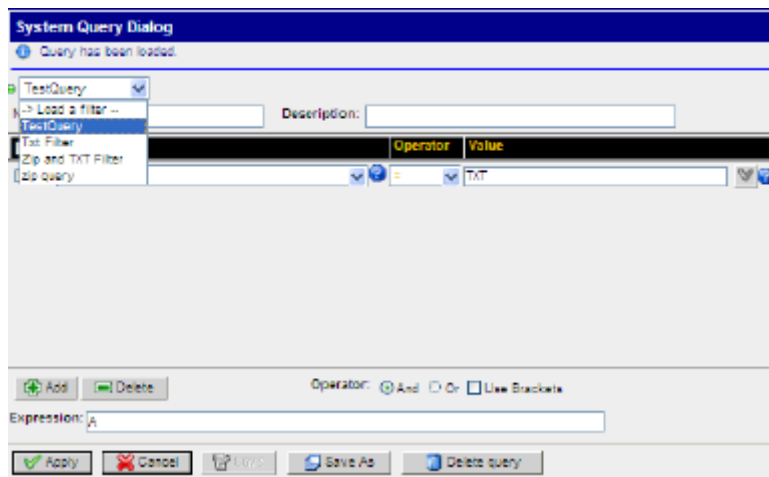 System Query Dialog
Query has been loaded.
TestQuery
-> Load a filter --
Description:
TestQuery
Txt Filter
Operator Value
Zip and TXT Filter
zip query
= TXT
Add Delete Operator: And Or Use Brackets
Expression: A
Apply Cancel Save As Delete query